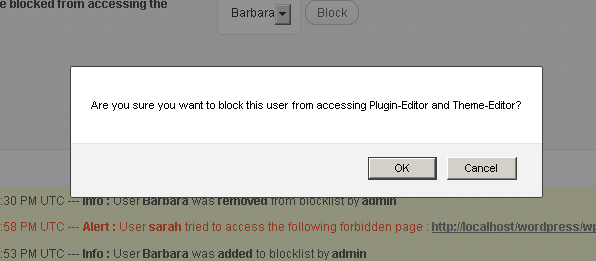 e blocked from accessing the
Barbara Block
Are you sure you want to block this user from accessing Plugin-Editor and Theme-Editor?
OK Cancel
:30 PM UTC --- Info : User Barbara was removed from blocklist by admin
:58 PM UTC --- Alert : User sarah tried to access the following forbidden page : http://localhost/wordpress/wp
:53 PM UTC --- Info : User Barbara was added to blocklist by admin